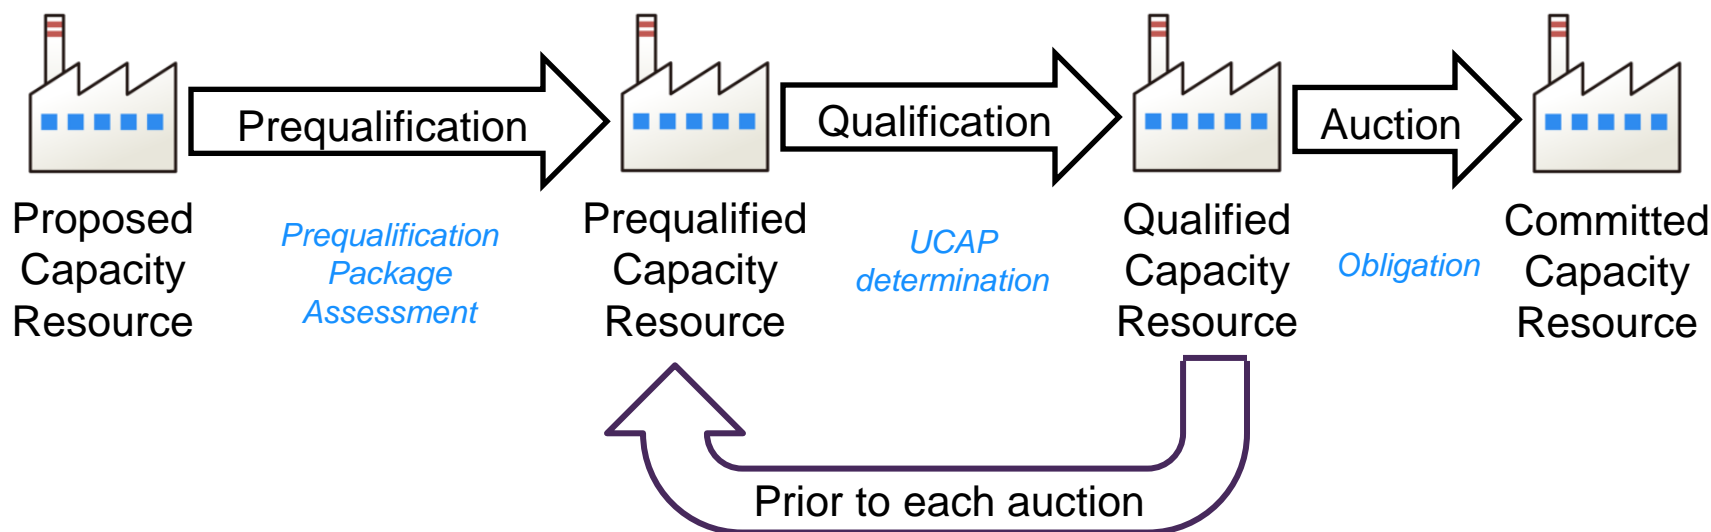 Prequalification
Qualification
Auction
Proposed
Capacity
Resource
Prequalification
Package
Assessment
Prequalified
Capacity
Resource
UCAP
determination
Qualified
Capacity
Resource
Obligation
Committed
Capacity
Resource
Prior to each auction